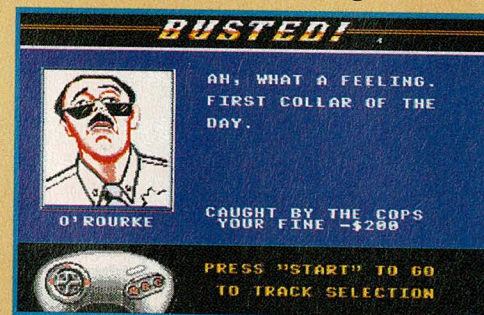 BUSTED!
AH, WHAT A FEELING.
FIRST COLLAR OF THE
DAY.
O'ROURKE
CAUGHT BY THE COPS
YOUR FINE -$200
PRESS "START" TO GO
TO TRACK SELECTION